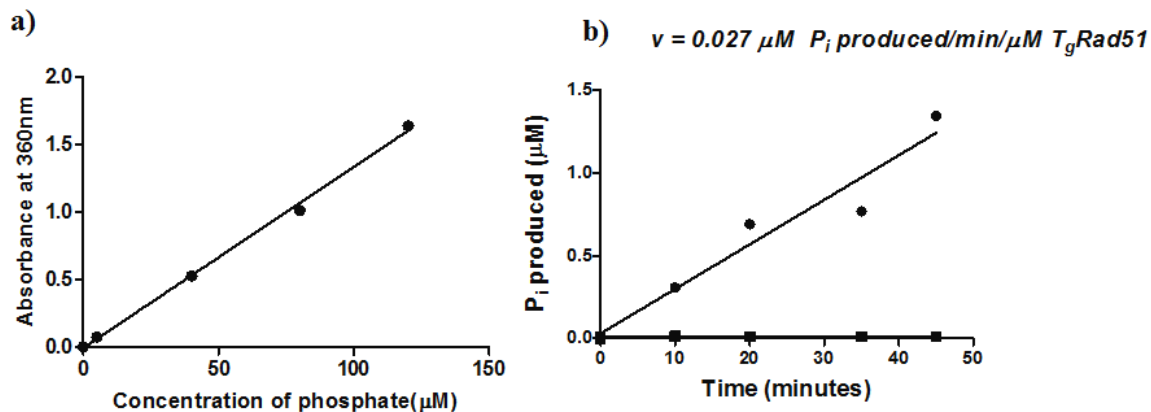 a)
2.0
1.5
1.0
0.5
0.0
0 50 100 150
Absorbance at 360nm
Concentration of phosphate(μM)
b) v = 0.027 μM Pi produced/min/μM TgRad51
1.5
1.0
0.5
0.0
0 10 20 30 40 50
Pi produced (μM)
Time (minutes)